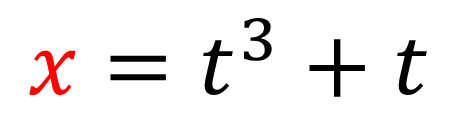 x = t³ + t